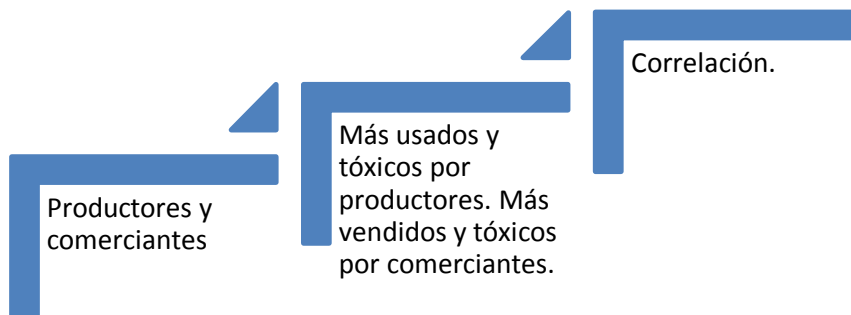 Productores y
comerciantes
Más usados y
tóxicos por
productores. Más
vendidos y tóxicos
por comerciantes.
Correlación.